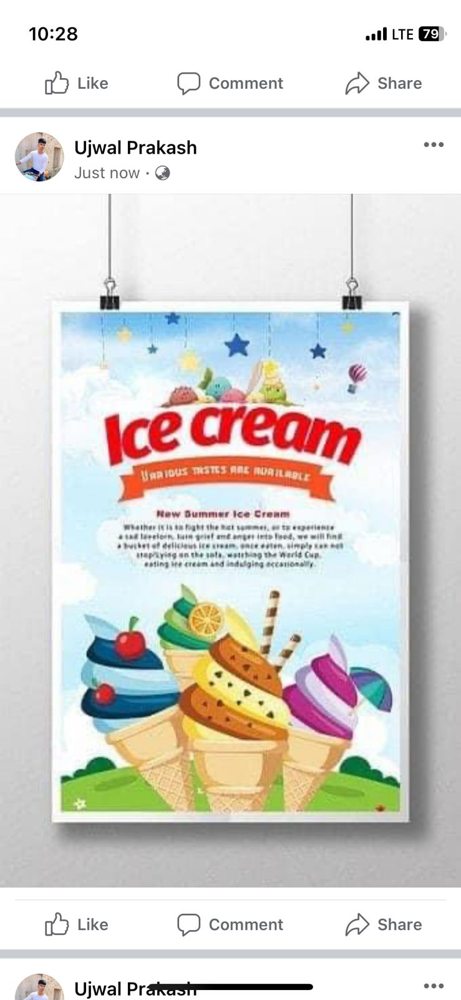 10:28
LTE 79
Like Comment Share
Ujwal Prakash
Just now ·
Ice cream
VARIOUS TASTES ARE AVAILABLE
New Summer Ice Cream
Whether it is to fight the hot summer, or to experience
a sad lovelorn, turn grief and anger into food, we will find
a bucket of delicious ice cream, once eaten, simply can not
stop!Lying on the sofa, watching the World Cup,
eating ice cream and indulging occasionally.
Like Comment Share
Ujwal Prakash